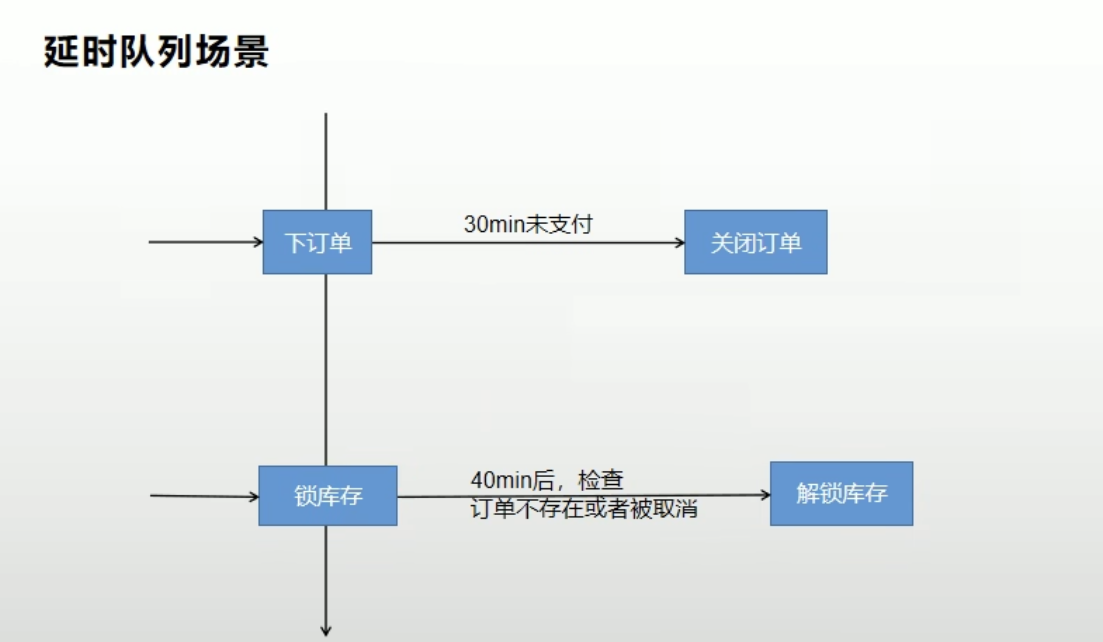 延时队列场景
30min未支付
下订单
关闭订单
40min后，检查
订单不存在或者被取消
锁库存
解锁库存